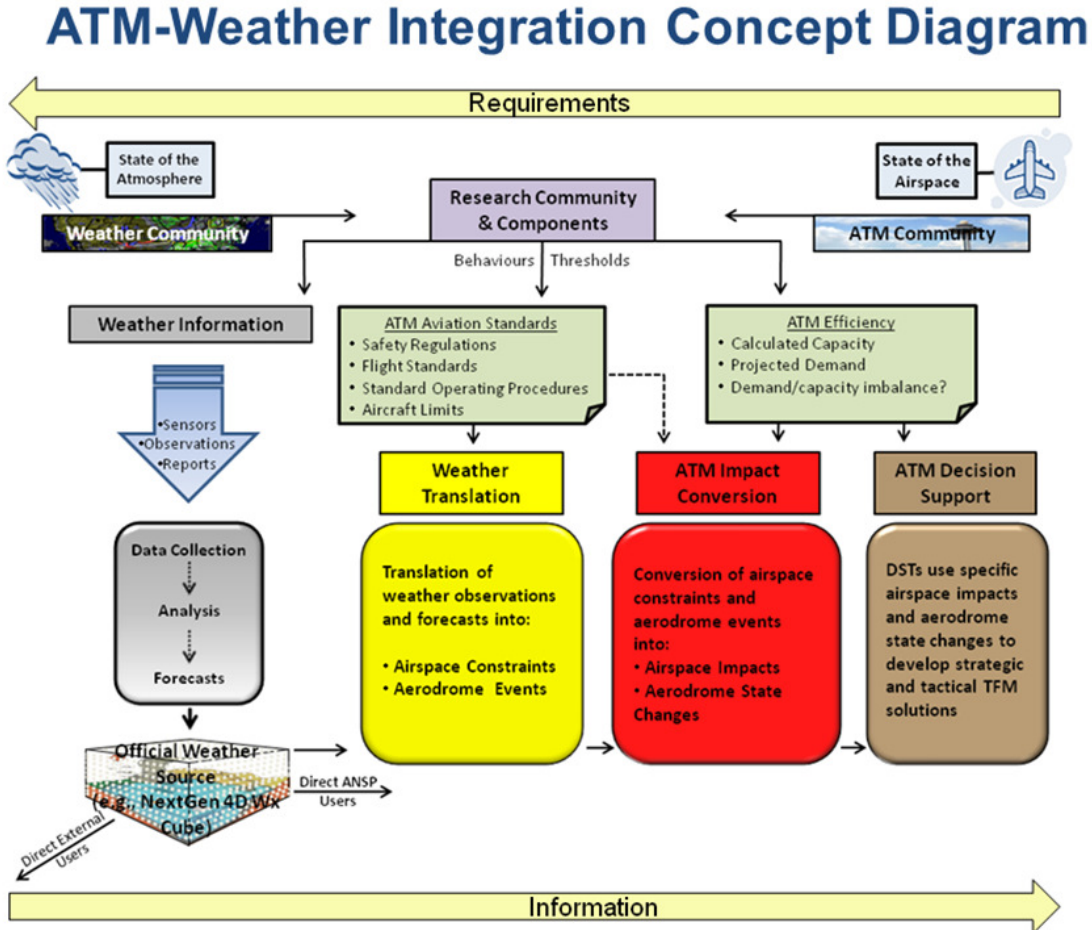 ATM-Weather Integration Concept Diagram
Requirements
State of the
Atmosphere
State of the
Airspace
Research Community
& Components
Weather Community
ATM Community
Behaviours
Thresholds
Weather Information
ATM Aviation Standards
• Safety Regulations
• Flight Standards
• Standard Operating Procedures
• Aircraft Limits
ATM Efficiency
• Calculated Capacity
• Projected Demand
• Demand/capacity imbalance?
•Sensors
•Observations
•Reports
Weather
Translation
ATM Impact
Conversion
ATM Decision
Support
Data Collection
Analysis
Forecasts
Translation of
weather observations
and forecasts into:
• Airspace Constraints
• Aerodrome Events
Conversion of airspace
constraints and
aerodrome events
into:
• Airspace Impacts
• Aerodrome State
Changes
DSTs use specific
airspace impacts
and aerodrome
state changes to
develop strategic
and tactical TFM
solutions
Official Weather
Source
(e.g., NextGen 4D Wx
Cube)
Direct ANSP
Users
Direct External
Users
Information